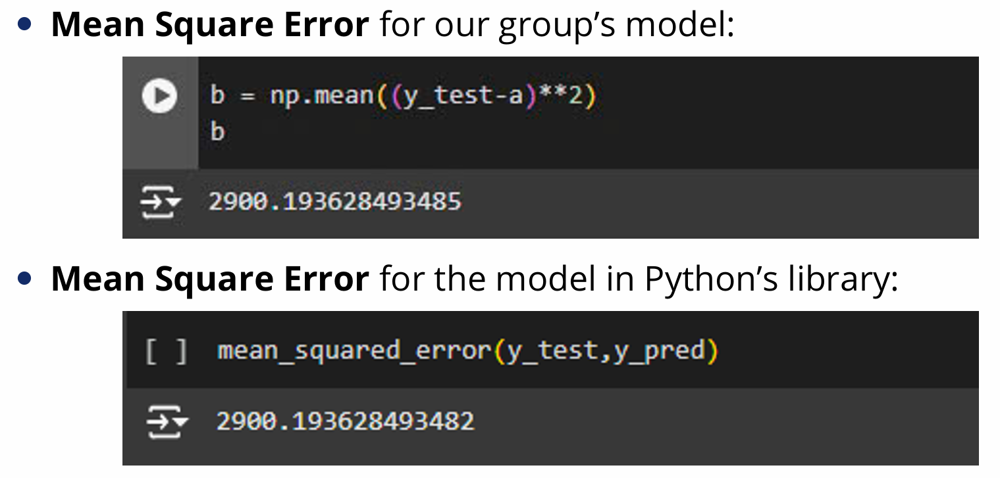 • Mean Square Error for our group’s model:
b = np.mean((y_test-a)**2)
b
2900.193628493485
• Mean Square Error for the model in Python’s library:
[ ] mean_squared_error(y_test,y_pred)
2900.193628493482